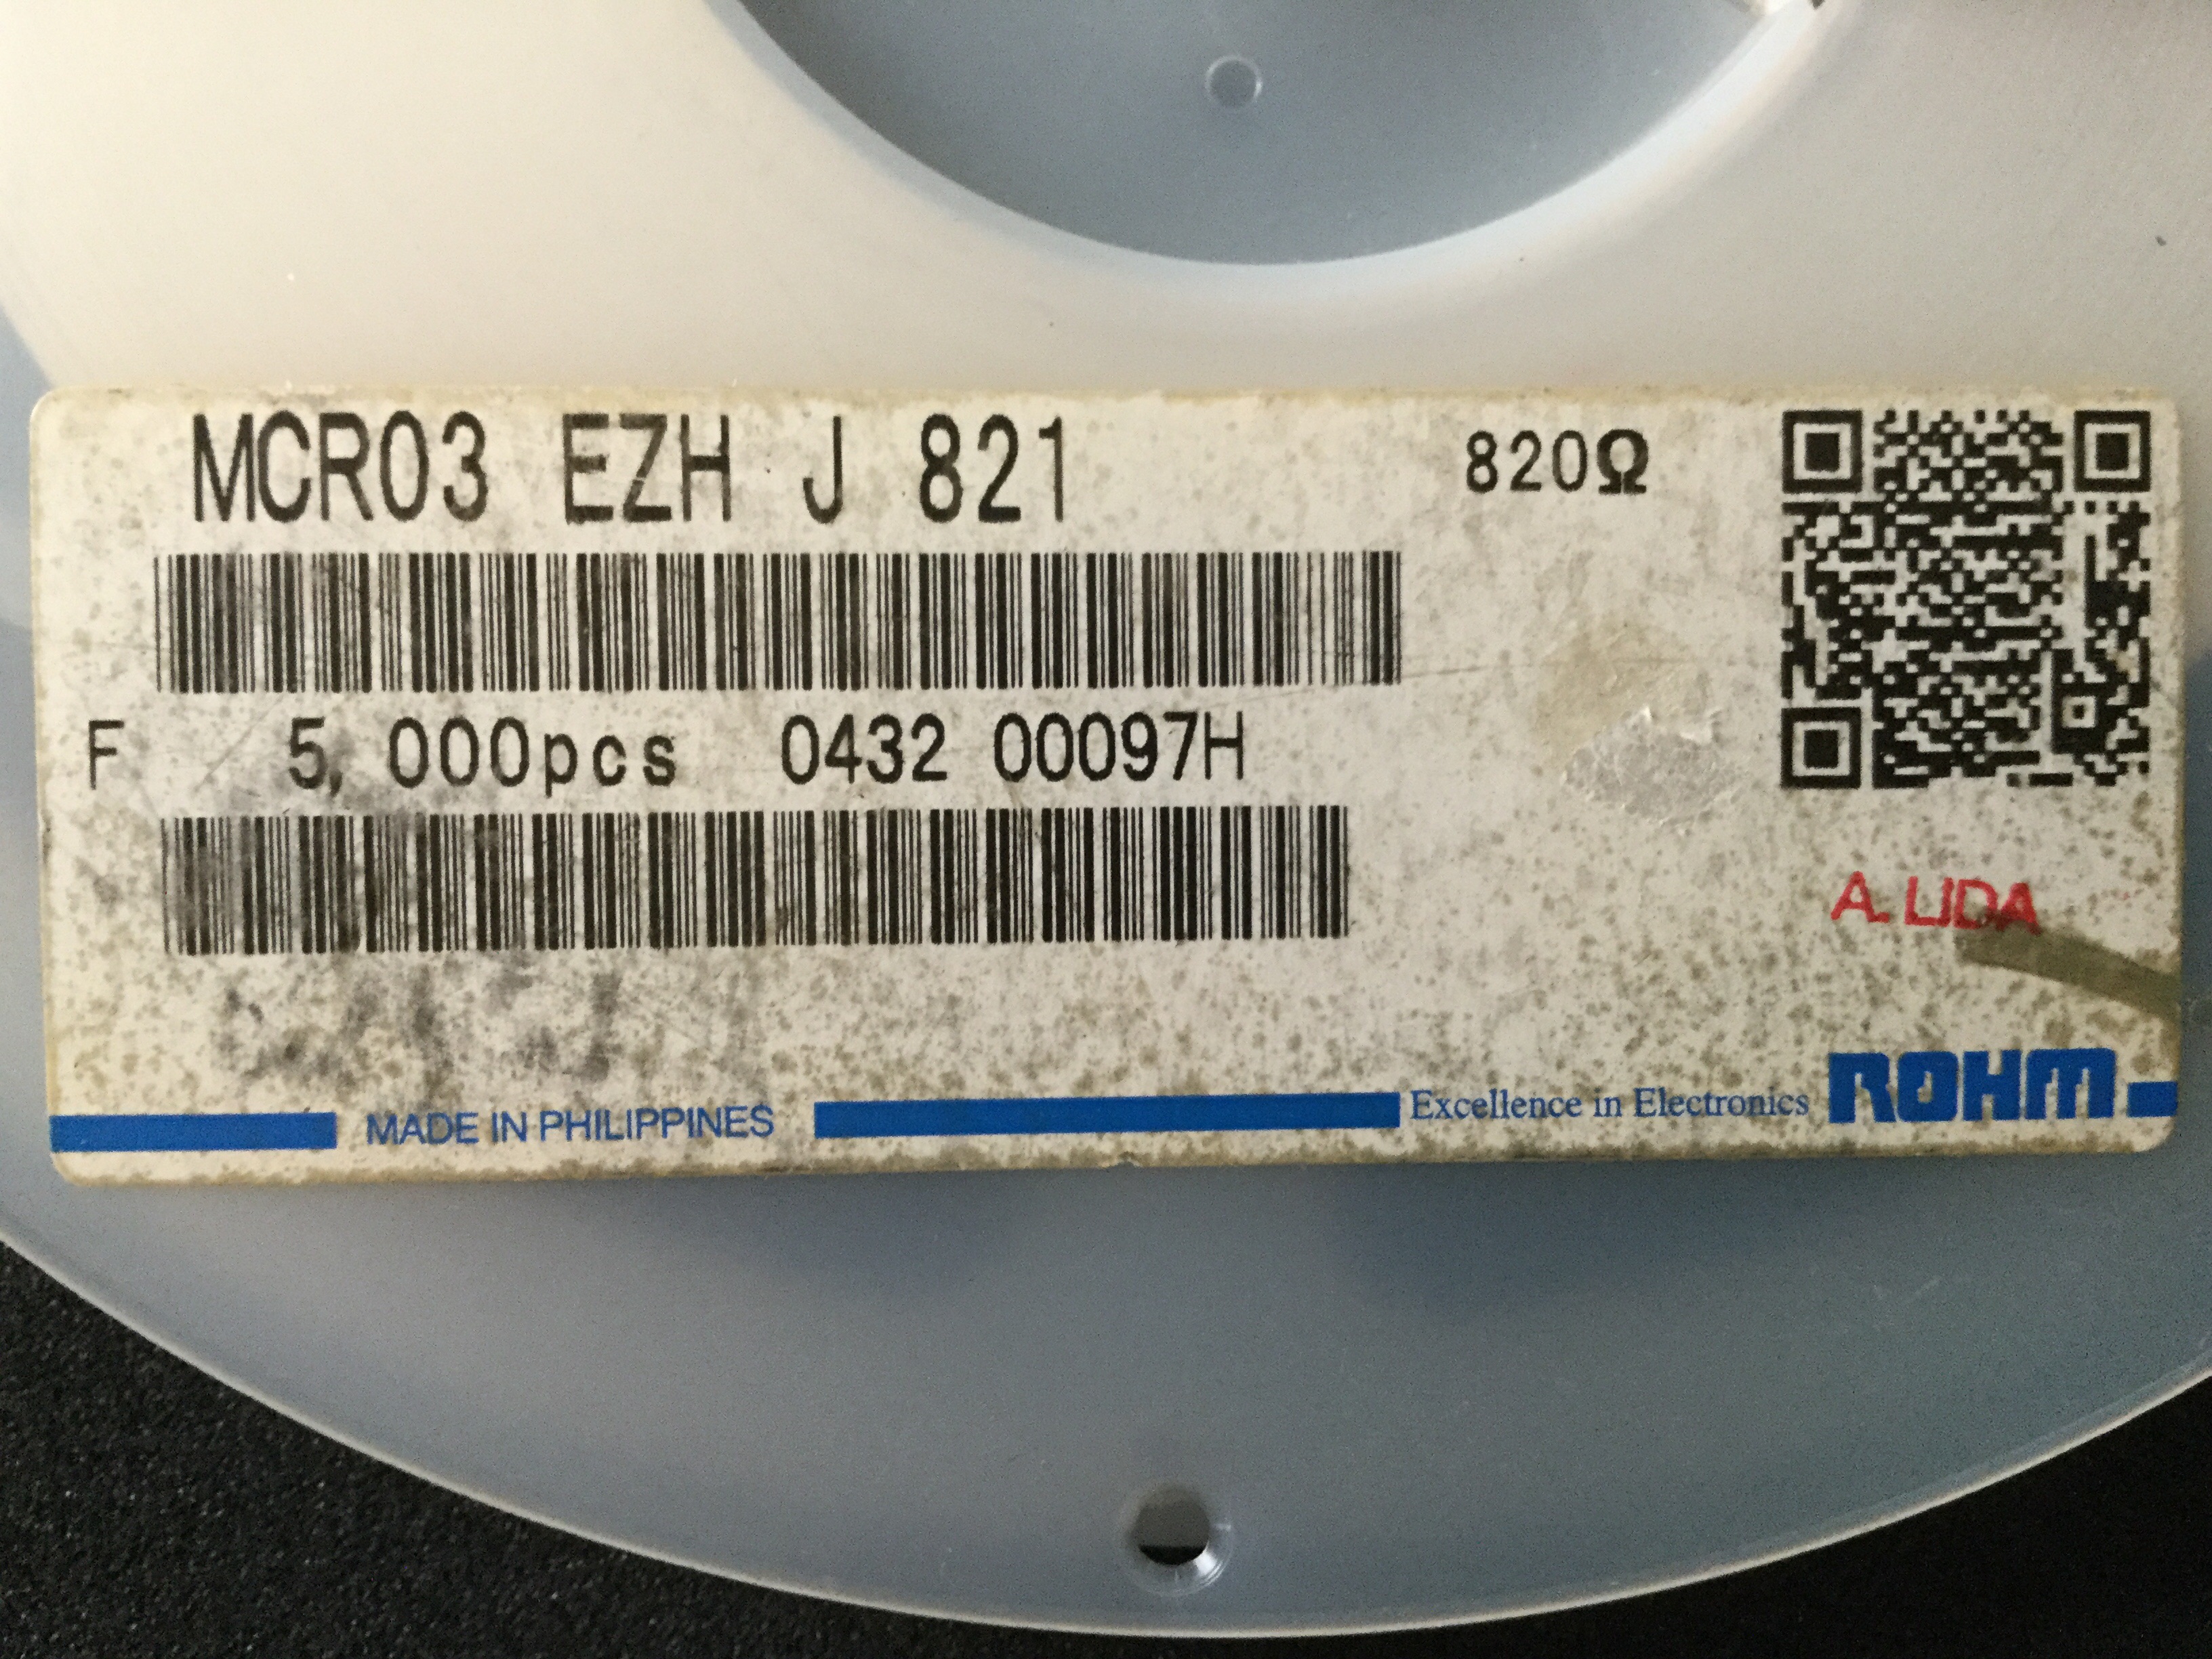 MCR03 EZH J 821 820Ω
F 5,000pcs 0432 00097H
A. LIDA
MADE IN PHILIPPINES Excellence in Electronics ROHM